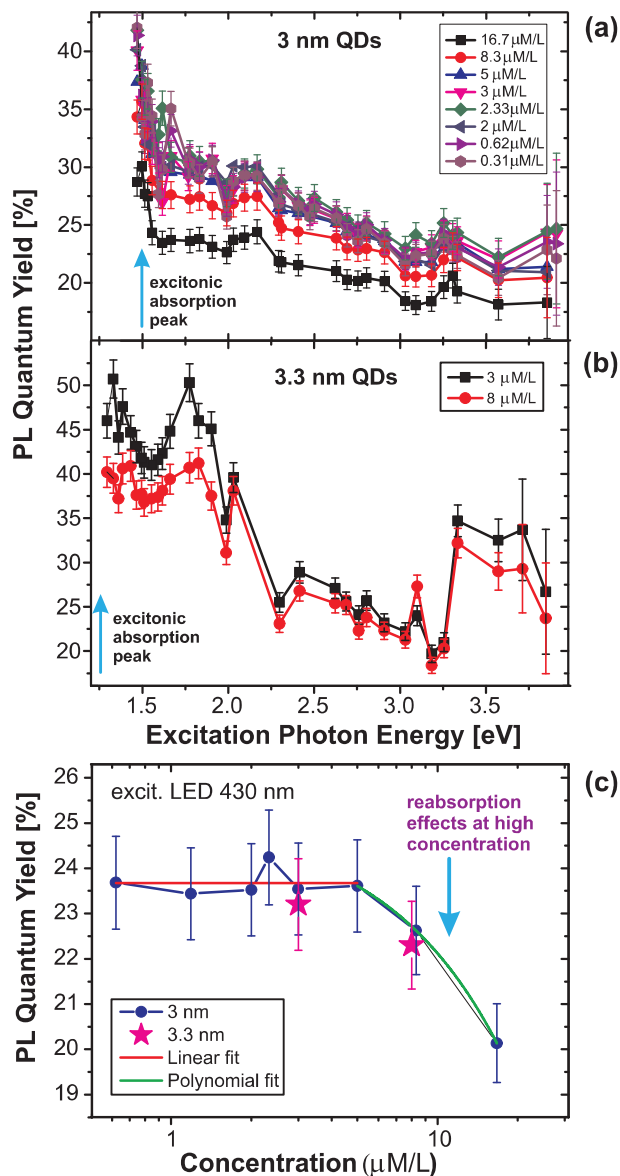 (a)
3 nm QDs
16.7 μM/L
8.3 μM/L
5 μM/L
3 μM/L
2.33μM/L
2 μM/L
0.62μM/L
0.31μM/L
40
35
30
25
20
excitonic
absorption
peak
PL Quantum Yield [%]
(b)
3.3 nm QDs
3 μM/L
8 μM/L
50
45
40
35
30
25
20
excitonic
absorption
peak
1.5
2.0
2.5
3.0
3.5
Excitation Photon Energy [eV]
(c)
excit. LED 430 nm
reabsorption
effects at high
concentration
26
25
24
23
22
21
20
19
PL Quantum Yield [%]
3 nm
3.3 nm
Linear fit
Polynomial fit
1
10
Concentration (μM/L)